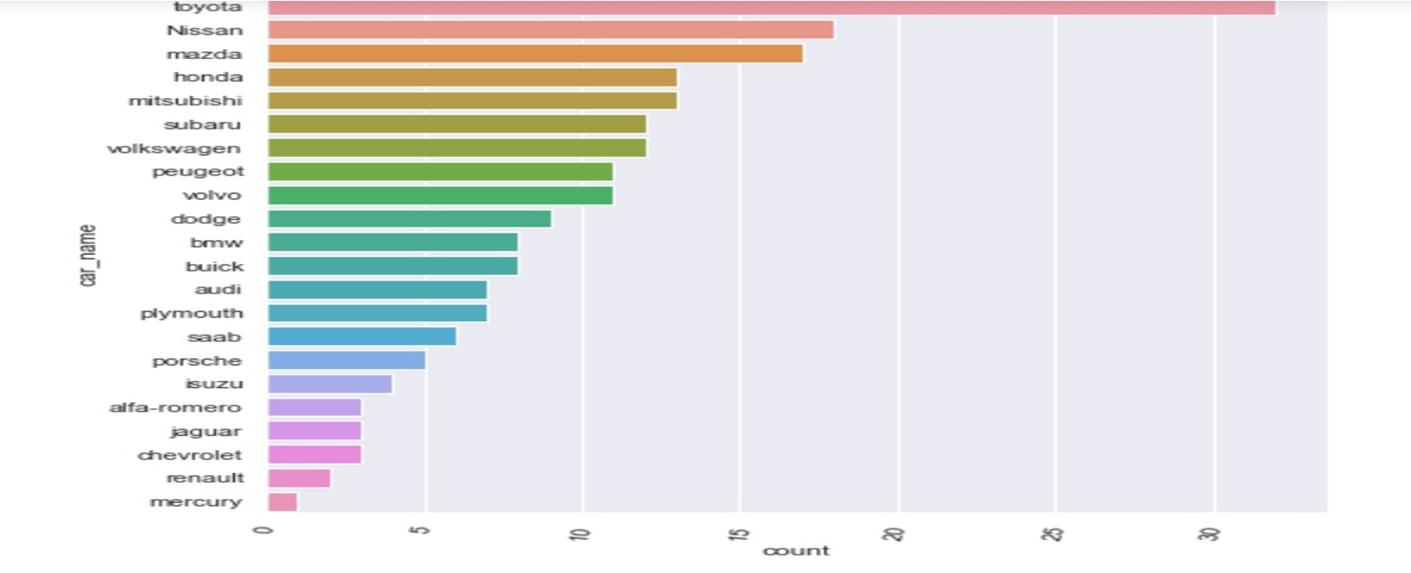 toyota
Nissan
mazda
honda
mitsubishi
subaru
volkswagen
peugeot
volvo
dodge
bmw
buick
audi
plymouth
saab
porsche
isuzu
alfa-romero
jaguar
chevrolet
renault
mercury
car_name
0 5 10 15 20 25 30
count